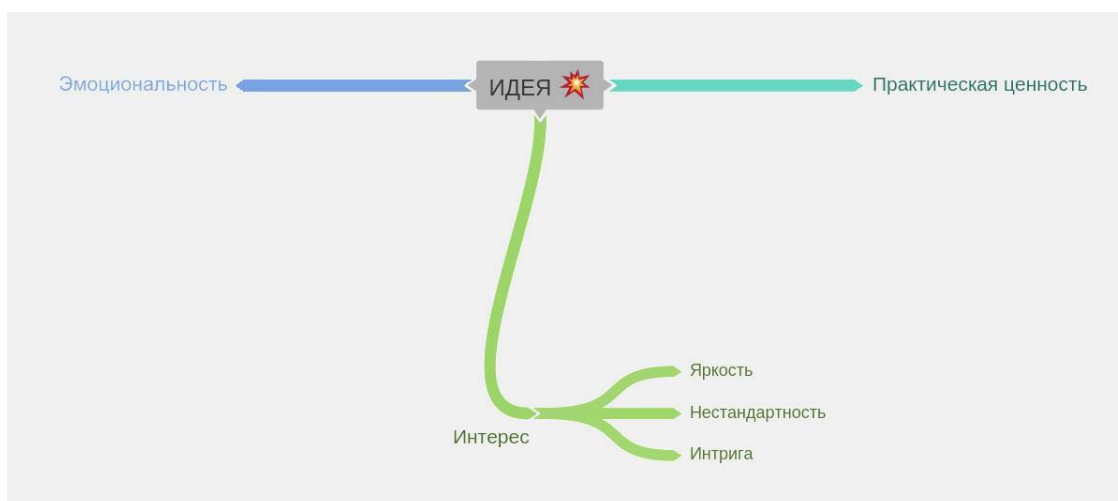 Эмоциональность
ИДЕЯ
Практическая ценность
Яркость
Нестандартность
Интерес
Интрига